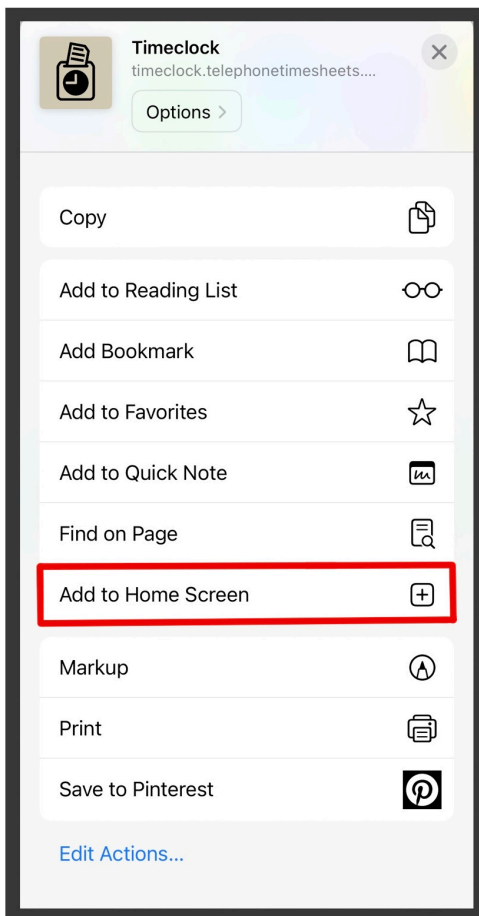 Timeclock
timeclock.telephonetimesheets....
Options
Copy
Add to Reading List
Add Bookmark
Add to Favorites
Add to Quick Note
Find on Page
Add to Home Screen
Markup
Print
Save to Pinterest
Edit Actions...